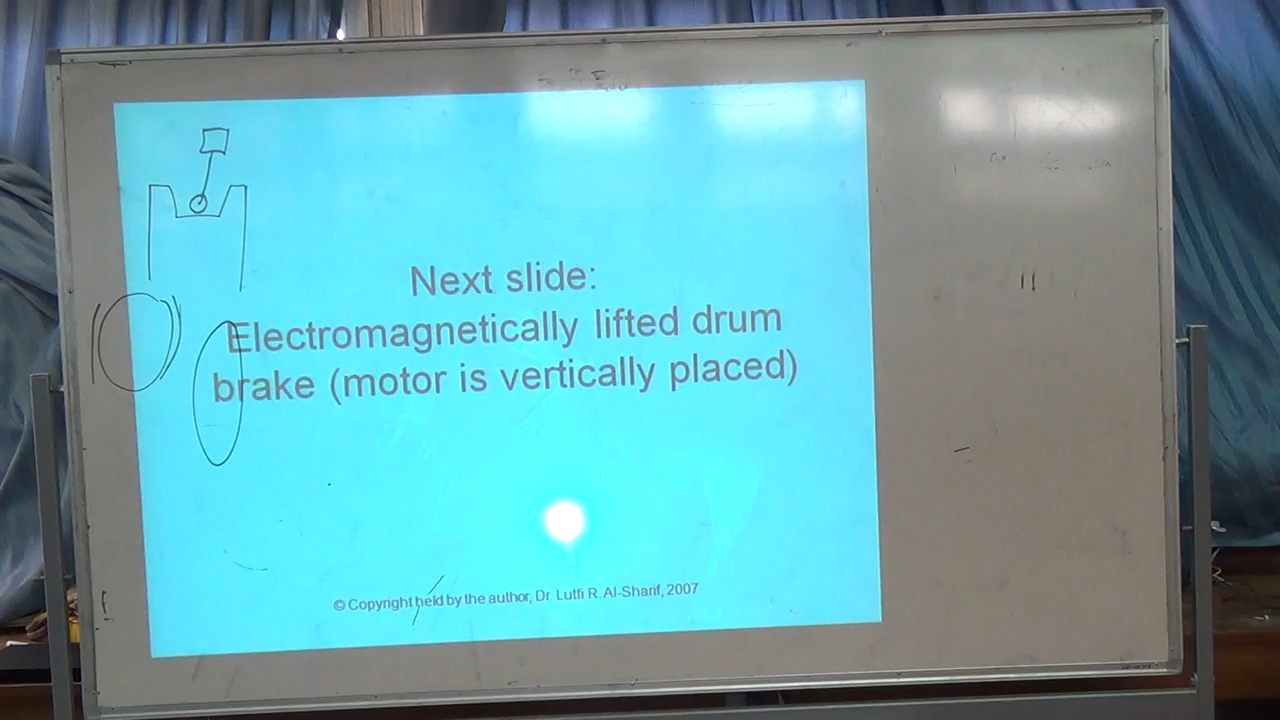 Next slide:
Electromagnetically lifted drum
brake (motor is vertically placed)
© Copyright held by the author, Dr. Lutfi R. Al-Sharif, 2007